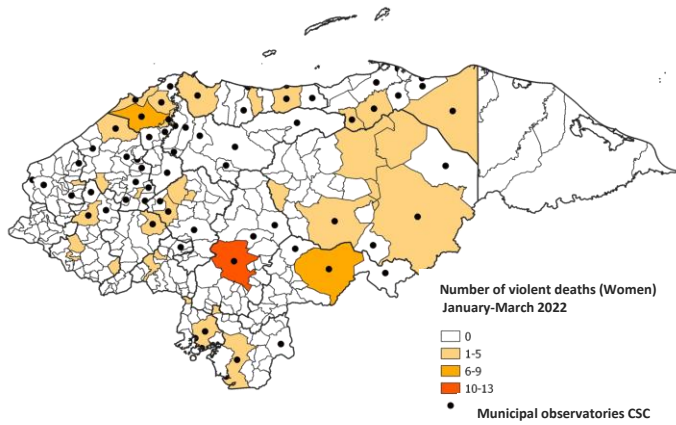 Number of violent deaths (Women)
January-March 2022
0
1-5
6-9
10-13
Municipal observatories CSC